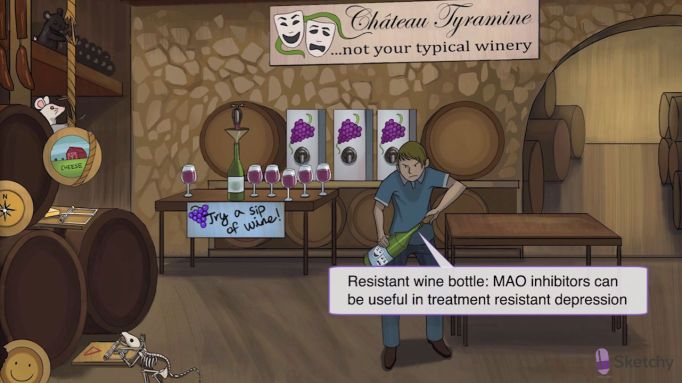 Château Tyramine
...not your typical winery
CHEESE
N
Try a sip
of wine!
Resistant wine bottle: MAO inhibitors can
be useful in treatment resistant depression
Sketchy